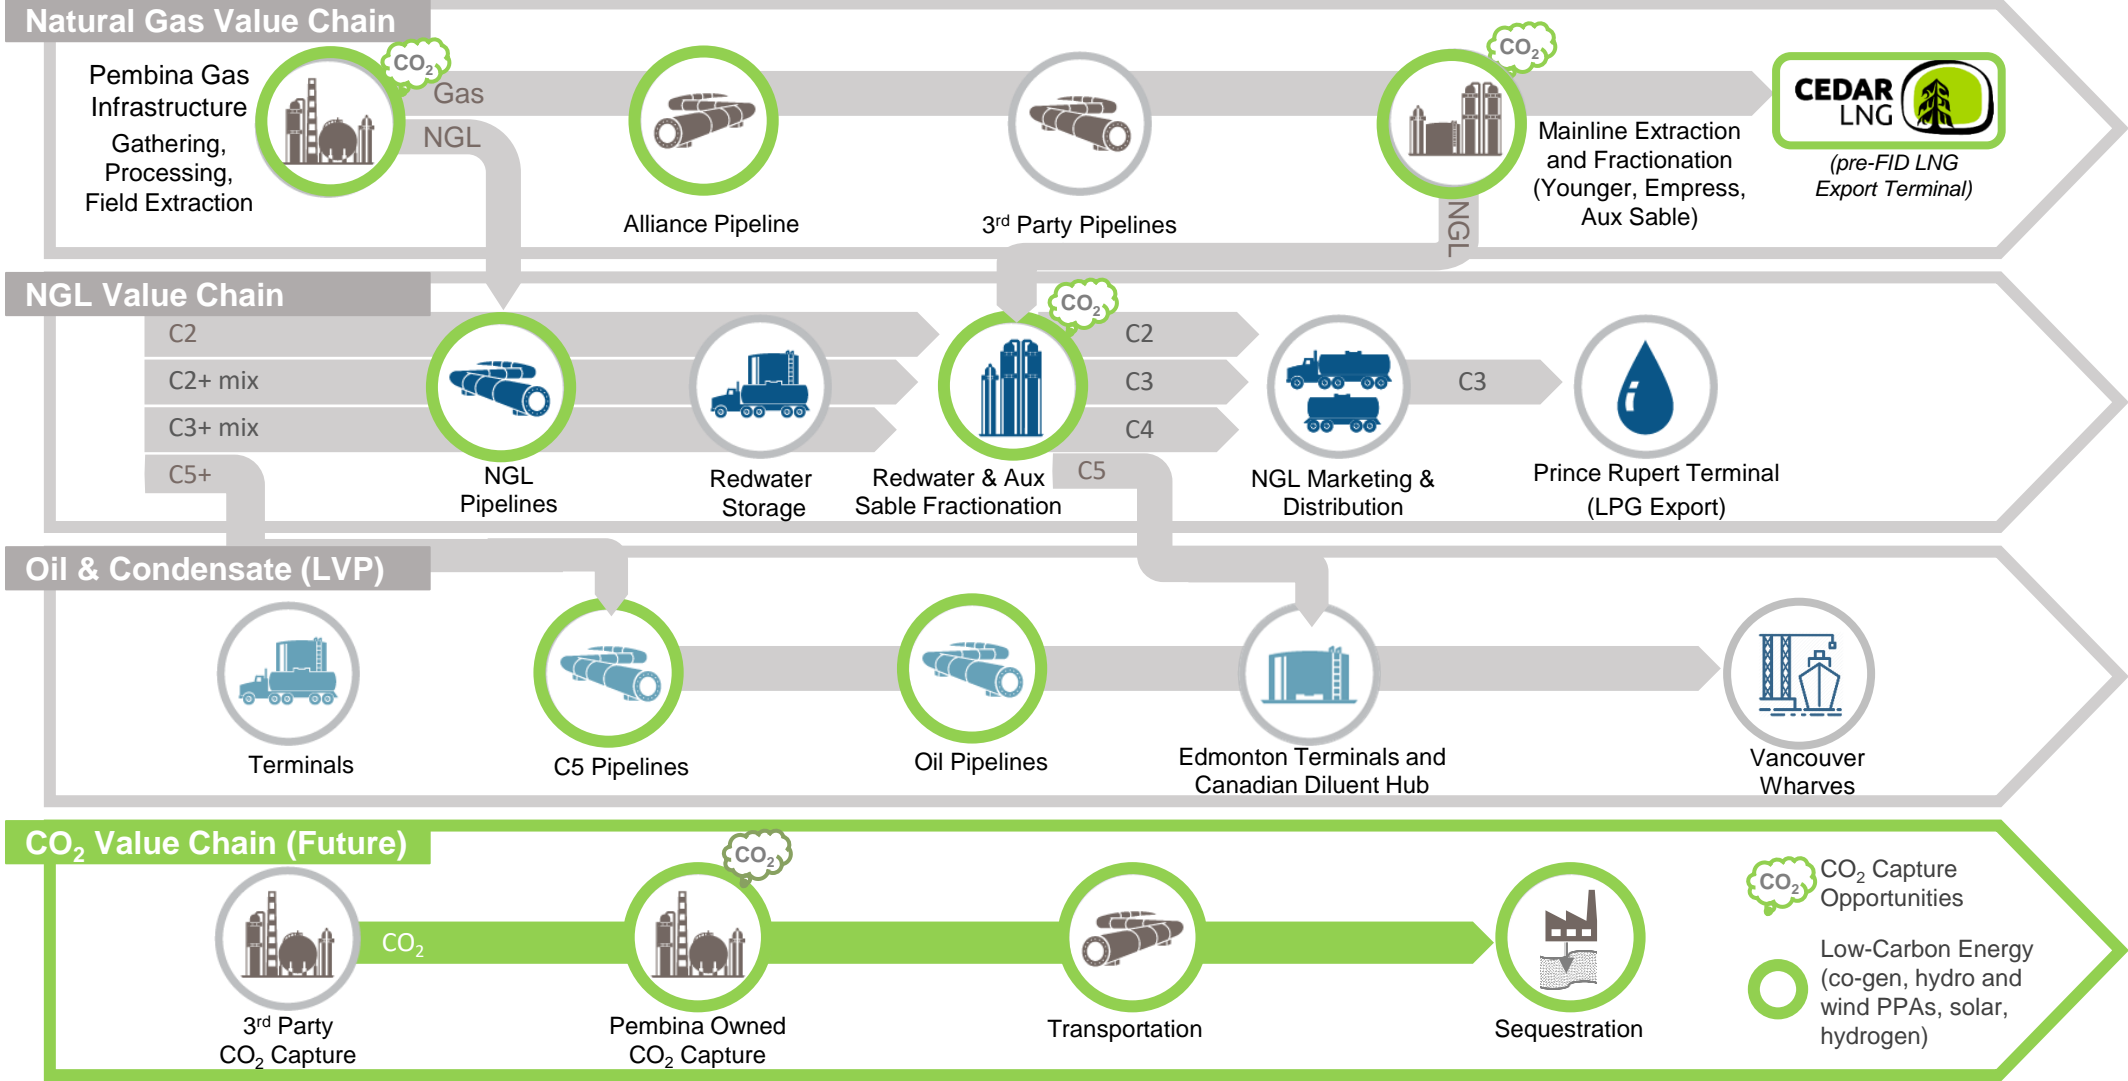 Natural Gas Value Chain
Pembina Gas
Infrastructure
Gathering,
Processing,
Field Extraction
CO₂
Gas
NGL
Alliance Pipeline
3rd Party Pipelines
CO₂
NGL
Mainline Extraction
and Fractionation
(Younger, Empress,
Aux Sable)
CEDAR
LNG
(pre-FID LNG
Export Terminal)
NGL Value Chain
C2
C2+ mix
C3+ mix
C5+
NGL
Pipelines
Redwater
Storage
CO₂
Redwater & Aux
Sable Fractionation
C2
C3
C4
C5
NGL Marketing &
Distribution
C3
Prince Rupert Terminal
(LPG Export)
Oil & Condensate (LVP)
Terminals
C5 Pipelines
Oil Pipelines
Edmonton Terminals and
Canadian Diluent Hub
Vancouver
Wharves
CO₂ Value Chain (Future)
3rd Party
CO₂ Capture
CO₂
CO₂
Pembina Owned
CO₂ Capture
Transportation
Sequestration
CO₂
CO₂ Capture
Opportunities
Low-Carbon Energy
(co-gen, hydro and
wind PPAs, solar,
hydrogen)